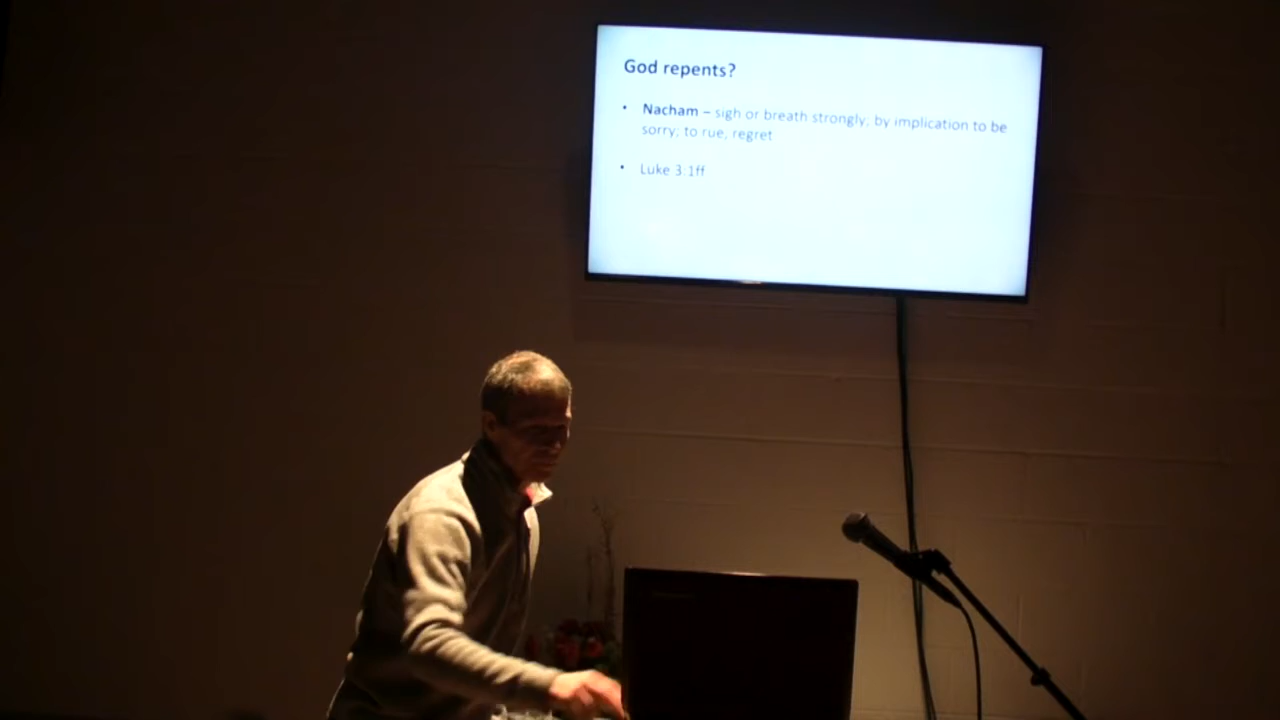 God repents?
• Nacham – sigh or breath strongly; by implication to be
sorry; to rue, regret
• Luke 3:1ff